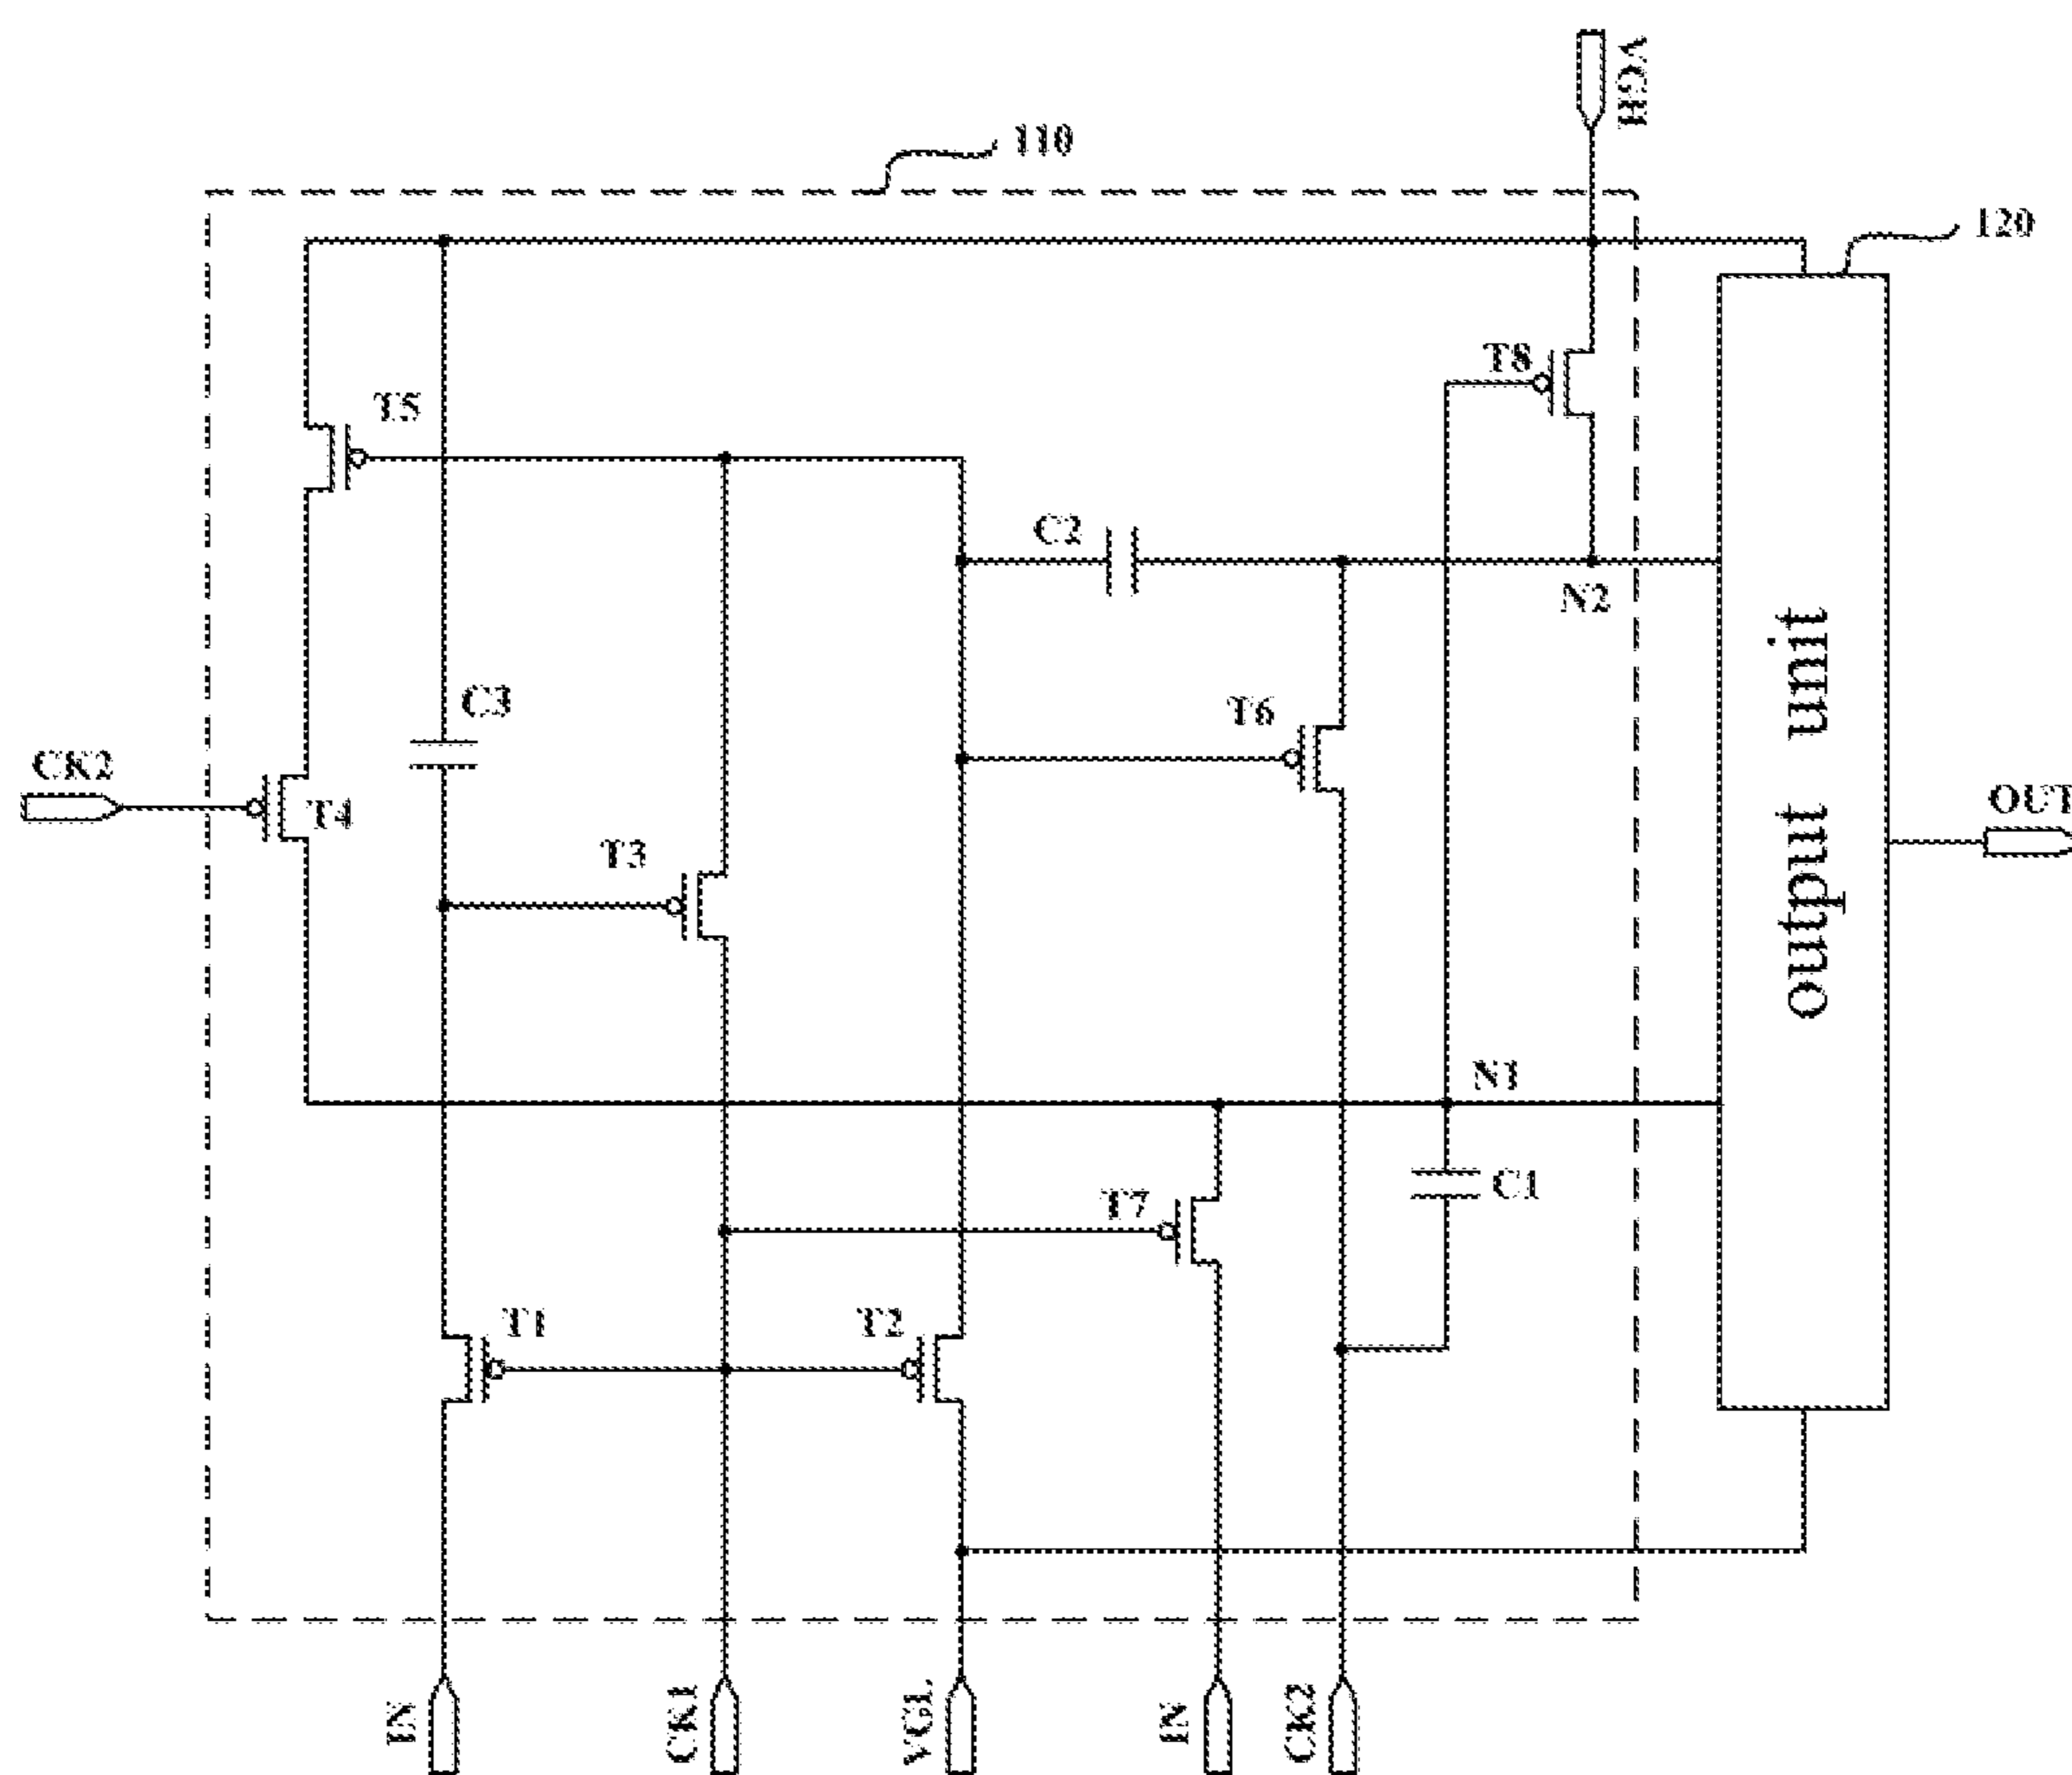 VGH
110
120
T8
T5
C2
N2
C3
T6
CK2
T4
OUT
T3
output unit
N1
T7
C1
T1
T2
IN
CK1
VGL
IN
CK2